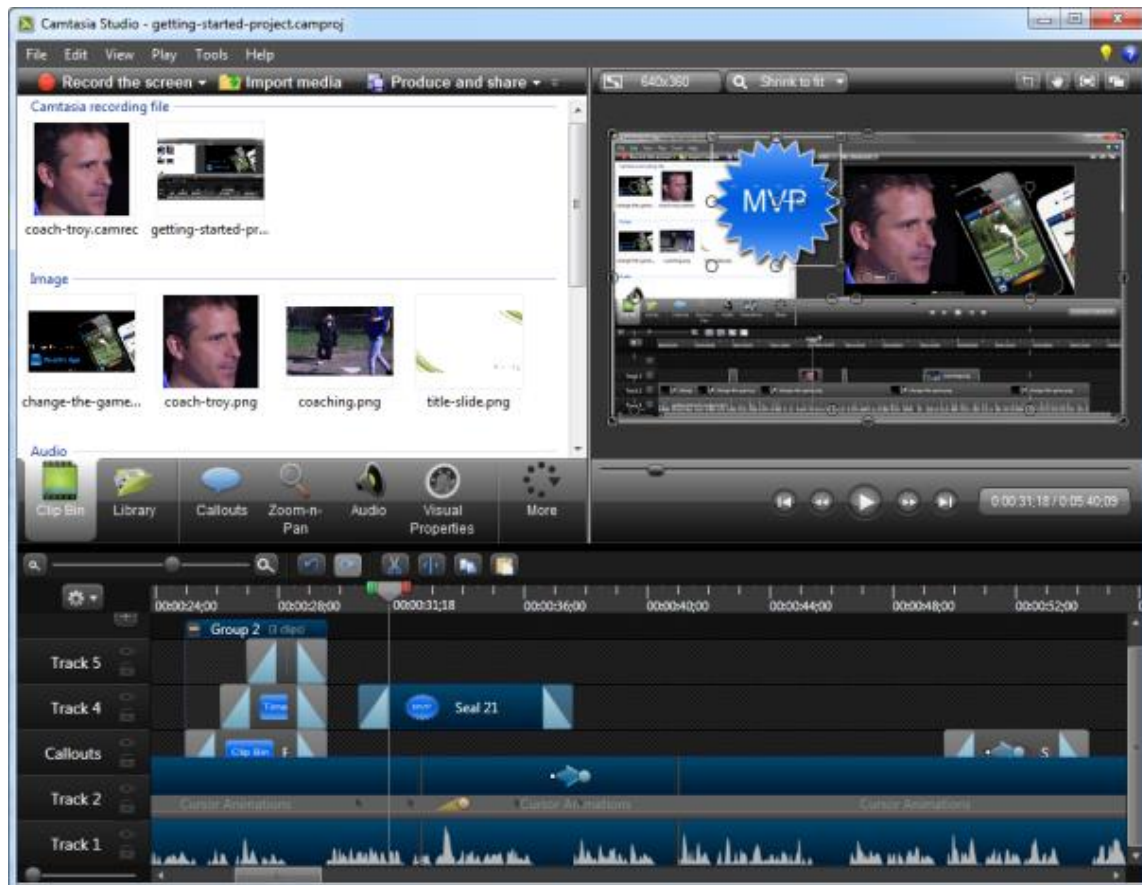 Camtasia Studio - getting-started-project.camproj
File Edit View Play Tools Help
Record the screen Import media Produce and share
640x360 Shrink to fit
Camtasia recording file
coach-troy.camrec getting-started-pr...
Image
change-the-game... coach-troy.png coaching.png title-slide.png
Audio
MVP
Clip Bin Library Callouts Zoom-n-Pan Audio Visual Properties More
0:00:31;18 / 0:05:40;09
00:00:24;00 00:00:28;00 00:00:31;18 00:00:36;00 00:00:40;00 00:00:44;00 00:00:48;00 00:00:52;00
Group 2
Track 5
Track 4 Time MVP Seal 21
Callouts Clip Bin F S
Track 2 Cursor Animations Cursor Animations Cursor Animations
Track 1